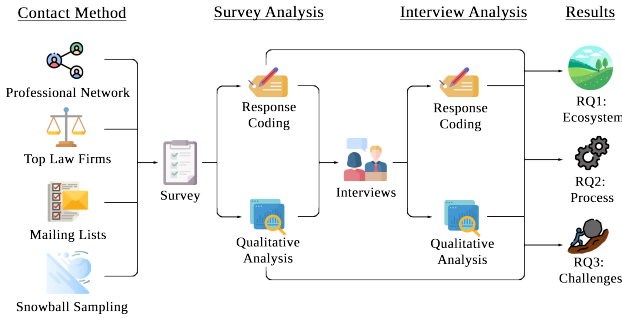 Contact Method
Survey Analysis
Interview Analysis
Results
Professional Network
Top Law Firms
Mailing Lists
Snowball Sampling
Survey
Response
Coding
Qualitative
Analysis
Interviews
Response
Coding
Qualitative
Analysis
RQ1:
Ecosystem
RQ2:
Process
RQ3:
Challenges